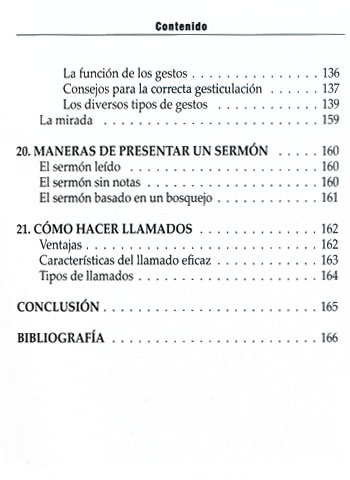 Contenido
La función de los gestos . . . . . . . . . . . . . . . 136
Consejos para la correcta gesticulación . . . . . . 137
Los diversos tipos de gestos . . . . . . . . . . . . 139
La mirada . . . . . . . . . . . . . . . . . . . . . . . . 159
20. MANERAS DE PRESENTAR UN SERMÓN . . . . . 160
El sermón leído . . . . . . . . . . . . . . . . . . . . . 160
El sermón sin notas . . . . . . . . . . . . . . . . . . 160
El sermón basado en un bosquejo . . . . . . . . . . . 161
21. CÓMO HACER LLAMADOS . . . . . . . . . . . . . 162
Ventajas . . . . . . . . . . . . . . . . . . . . . . . . . 162
Características del llamado eficaz . . . . . . . . . . 163
Tipos de llamados . . . . . . . . . . . . . . . . . . . 164
CONCLUSIÓN . . . . . . . . . . . . . . . . . . . . . . . 165
BIBLIOGRAFÍA . . . . . . . . . . . . . . . . . . . . . . 166